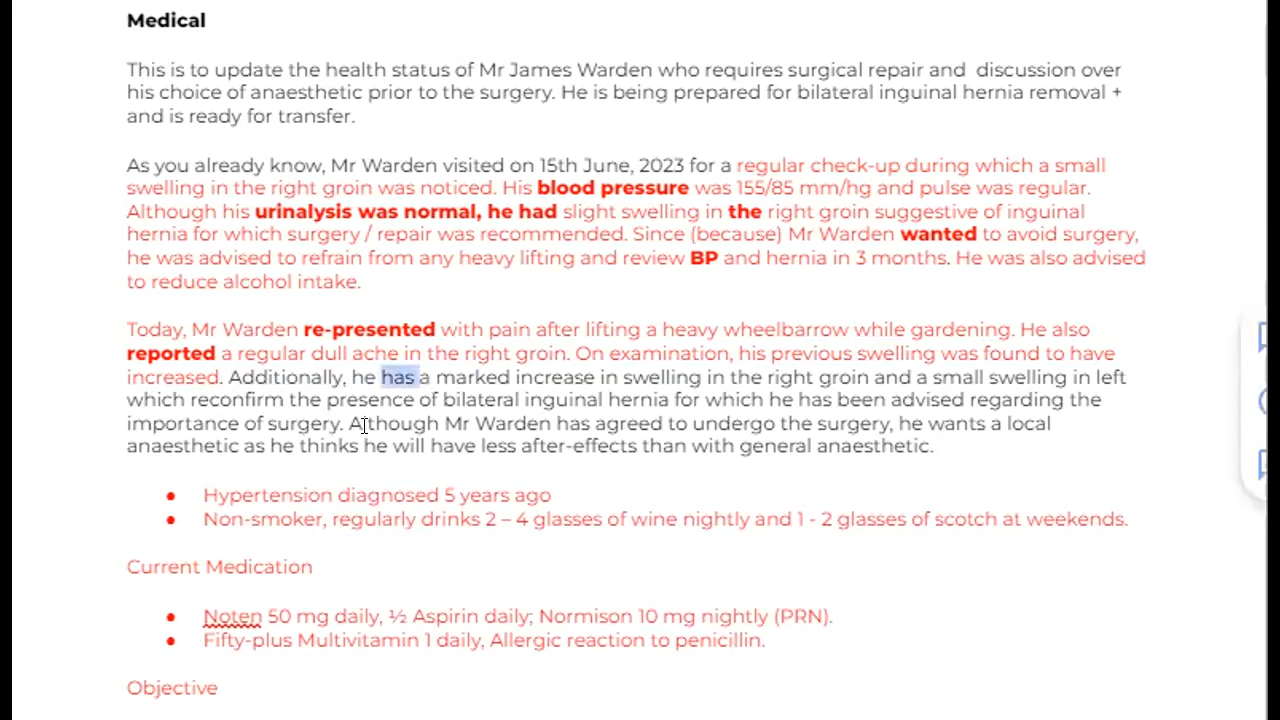 Medical
This is to update the health status of Mr James Warden who requires surgical repair and  discussion over
his choice of anaesthetic prior to the surgery. He is being prepared for bilateral inguinal hernia removal +
and is ready for transfer.
As you already know, Mr Warden visited on 15th June, 2023 for a regular check-up during which a small
swelling in the right groin was noticed. His blood pressure was 155/85 mm/hg and pulse was regular.
Although his urinalysis was normal, he had slight swelling in the right groin suggestive of inguinal
hernia for which surgery / repair was recommended. Since (because) Mr Warden wanted to avoid surgery,
he was advised to refrain from any heavy lifting and review BP and hernia in 3 months. He was also advised
to reduce alcohol intake.
Today, Mr Warden re-presented with pain after lifting a heavy wheelbarrow while gardening. He also
reported a regular dull ache in the right groin. On examination, his previous swelling was found to have
increased. Additionally, he has a marked increase in swelling in the right groin and a small swelling in left
which reconfirm the presence of bilateral inguinal hernia for which he has been advised regarding the
importance of surgery. Although Mr Warden has agreed to undergo the surgery, he wants a local
anaesthetic as he thinks he will have less after-effects than with general anaesthetic.
● Hypertension diagnosed 5 years ago
● Non-smoker, regularly drinks 2 – 4 glasses of wine nightly and 1 - 2 glasses of scotch at weekends.
Current Medication
● Noten 50 mg daily, ½ Aspirin daily; Normison 10 mg nightly (PRN).
● Fifty-plus Multivitamin 1 daily, Allergic reaction to penicillin.
Objective